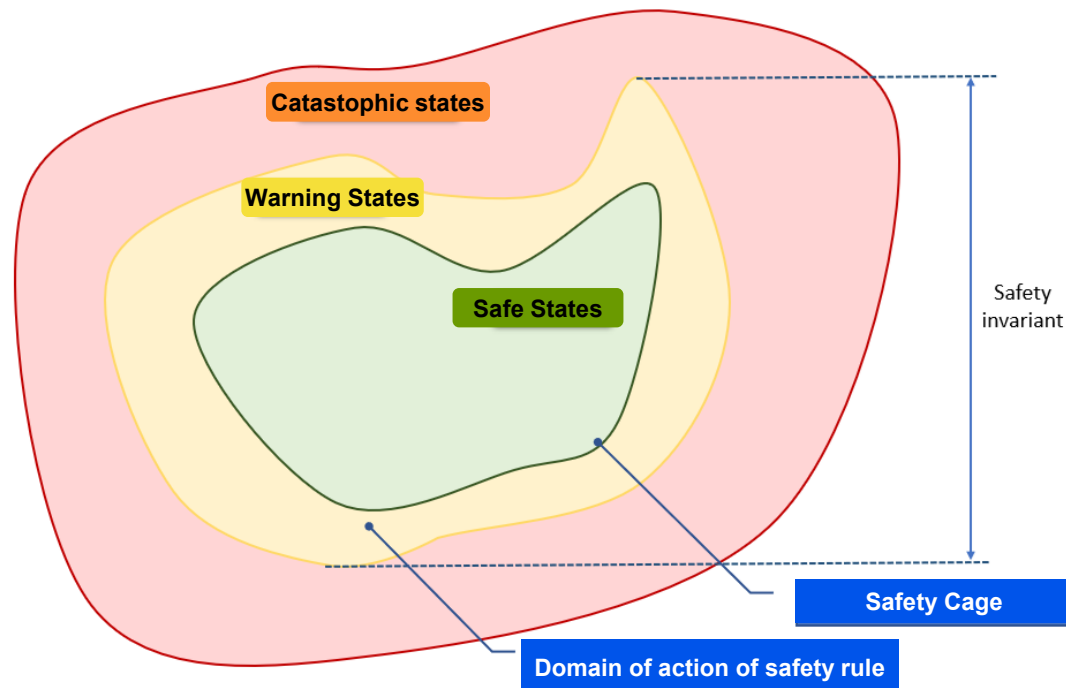 Catastophic states
Warning States
Safe States
Safety
invariant
Safety Cage
Domain of action of safety rule